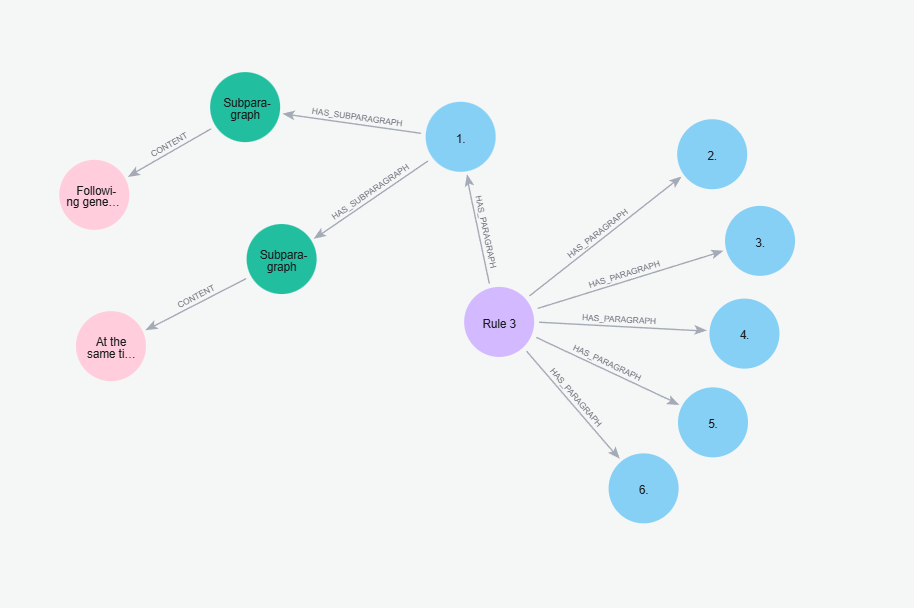 Subpara-
graph
HAS_SUBPARAGRAPH
1.
CONTENT
Followi-
ng gene...
HAS_SUBPARAGRAPH
Subpara-
graph
CONTENT
At the
same ti...
HAS_PARAGRAPH
Rule 3
HAS_PARAGRAPH
2.
HAS_PARAGRAPH
3.
HAS_PARAGRAPH
4.
HAS_PARAGRAPH
5.
HAS_PARAGRAPH
6.